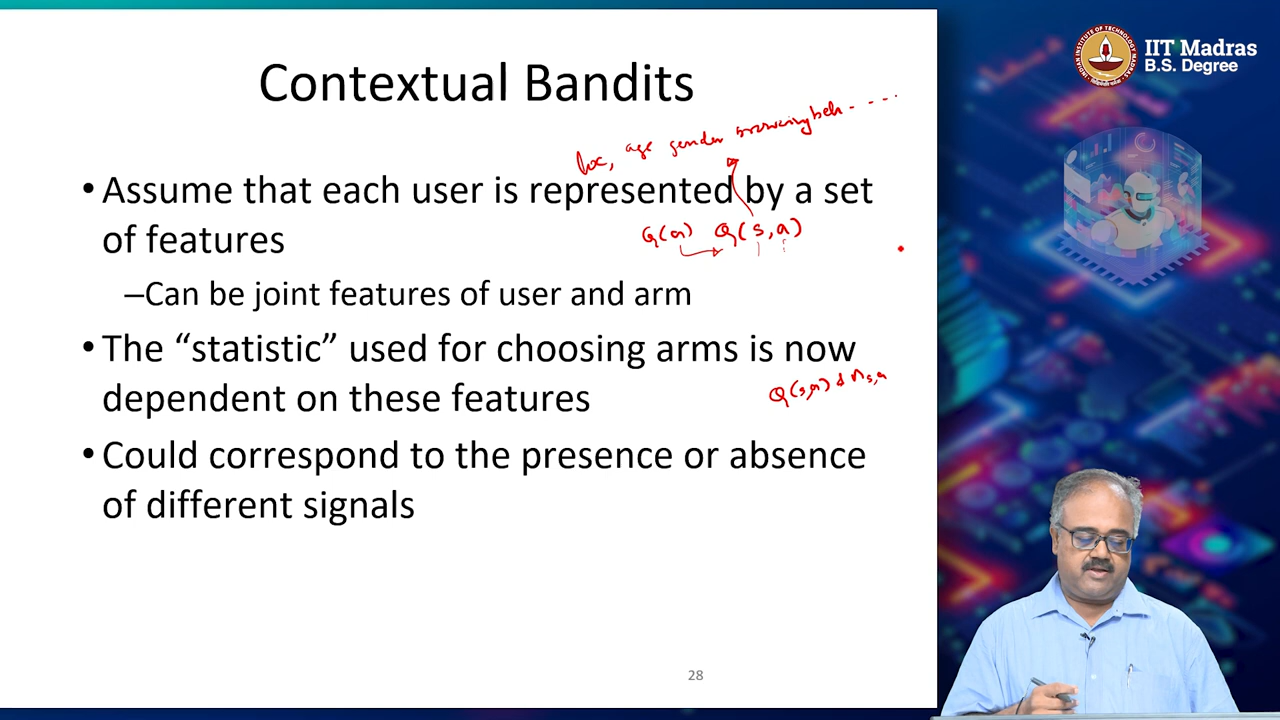 Contextual Bandits
IIT Madras
B.S. Degree
loc, age gender browsing beh- - - -
• Assume that each user is represented by a set
of features
Q(a) Q(s,a)
–Can be joint features of user and arm
• The “statistic” used for choosing arms is now
dependent on these features
Q(s,a) & n s,a
• Could correspond to the presence or absence
of different signals
28